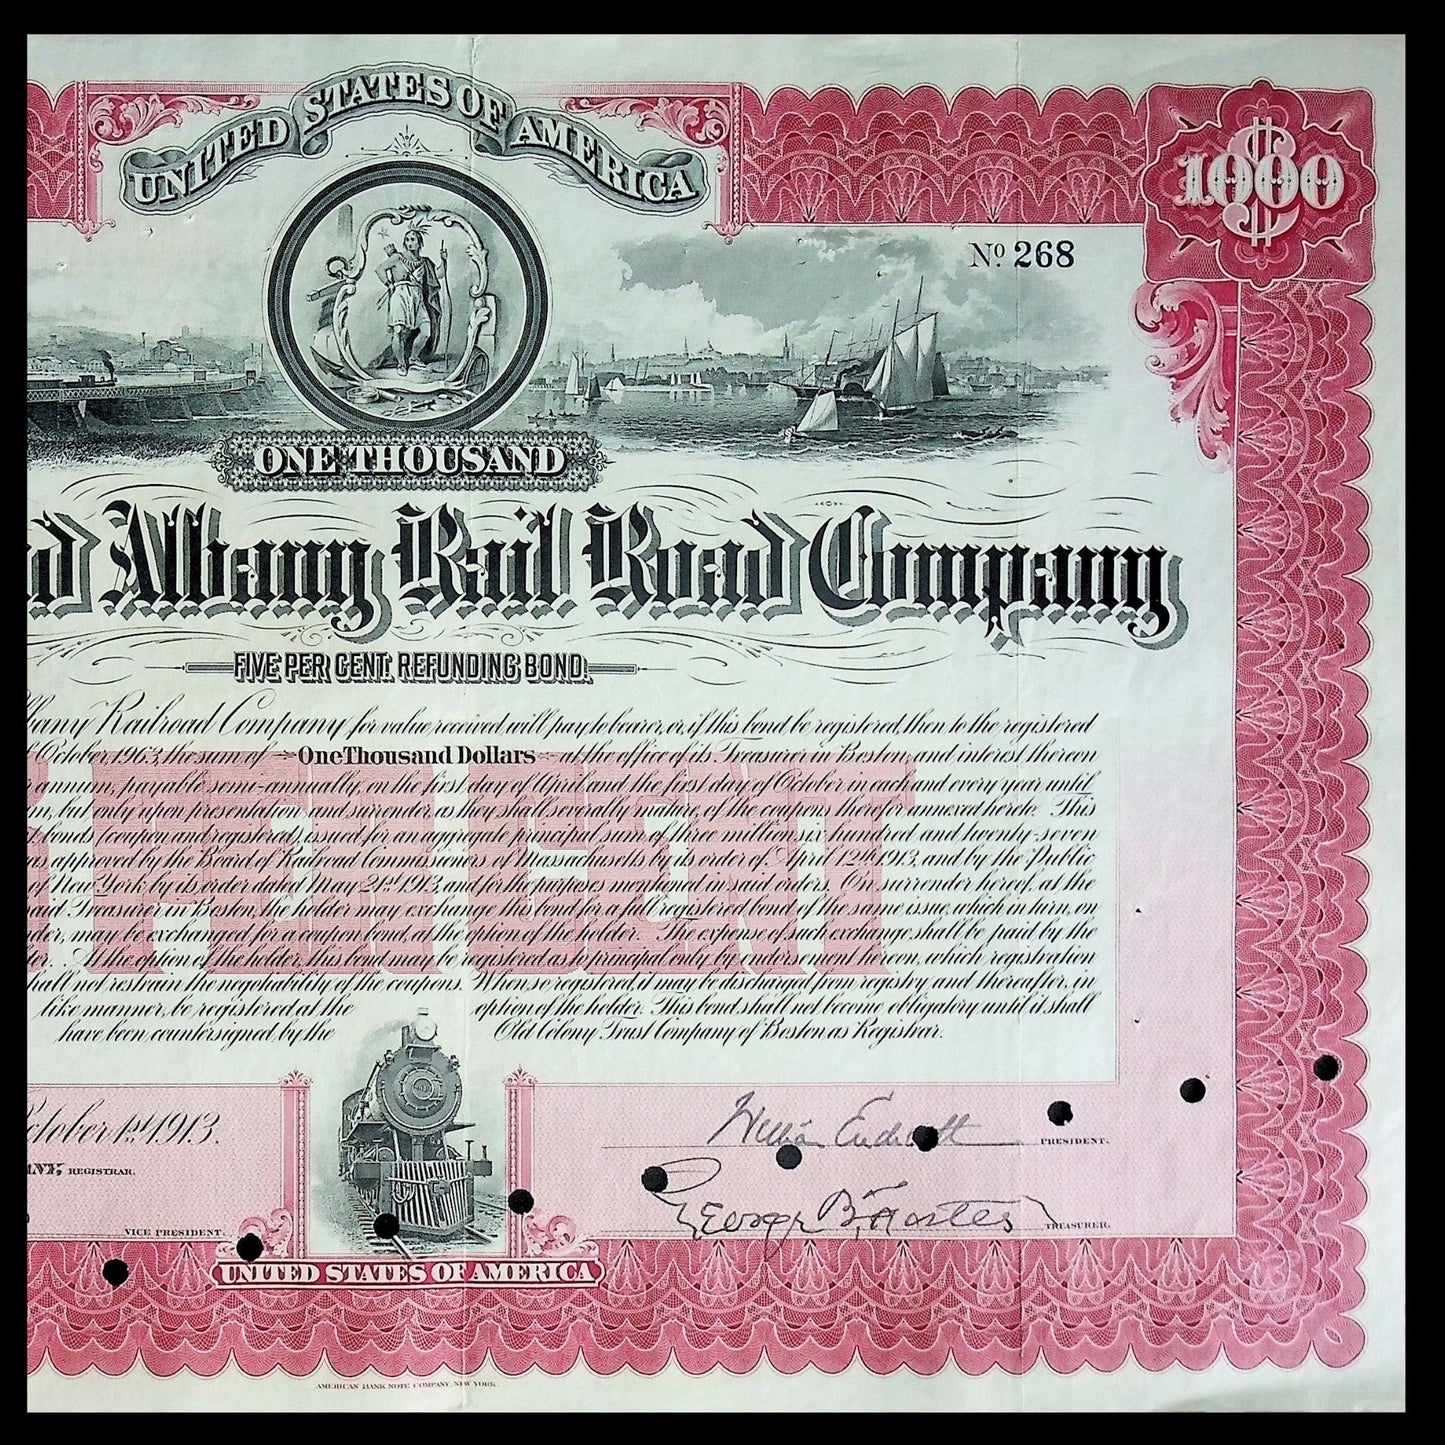 UNITED STATES OF AMERICA
$1000
No. 268
ONE THOUSAND
d Albany Rail Road Company
FIVE PER CENT. REFUNDING BOND.
bany Railroad Company for value received will pay to bearer, or, if this bond be registered, then to the registered
October, 1963, the sum of One Thousand Dollars at the office of its Treasurer in Boston, and interest thereon
annum, payable semi-annually, on the first day of April and the first day of October in each and every year until
but only upon presentation and surrender, as they shall severally mature, of the coupons therefor annexed hereto. This
bonds (coupon and registered), issued for an aggregate principal sum of three million six hundred and twenty-seven
as approved by the Board of Railroad Commissioners of Massachusetts by its order of April 12th 1913, and by the Public
of New York by its order dated May 21st 1913, and for the purposes mentioned in said orders. On surrender hereof, at the
said Treasurer in Boston, the holder may exchange this bond for a full registered bond of the same issue, which in turn, on
der, may be exchanged for a coupon bond, at the option of the holder. The expense of such exchange shall be paid by the
At the option of the holder, this bond may be registered as to principal only, by endorsement hereon, which registration
hall not restrain the negotiability of the coupons. When so registered, it may be discharged from registry and thereafter, in
like manner, be registered at the option of the holder. This bond shall not become obligatory until it shall
have been countersigned by the Old Colony Trust Company of Boston as Registrar.
October 1st 1913.
William Endicott PRESIDENT.
REGISTRAR.
VICE PRESIDENT.
George B. TREASURER.
UNITED STATES OF AMERICA
AMERICAN BANK NOTE COMPANY, NEW YORK.